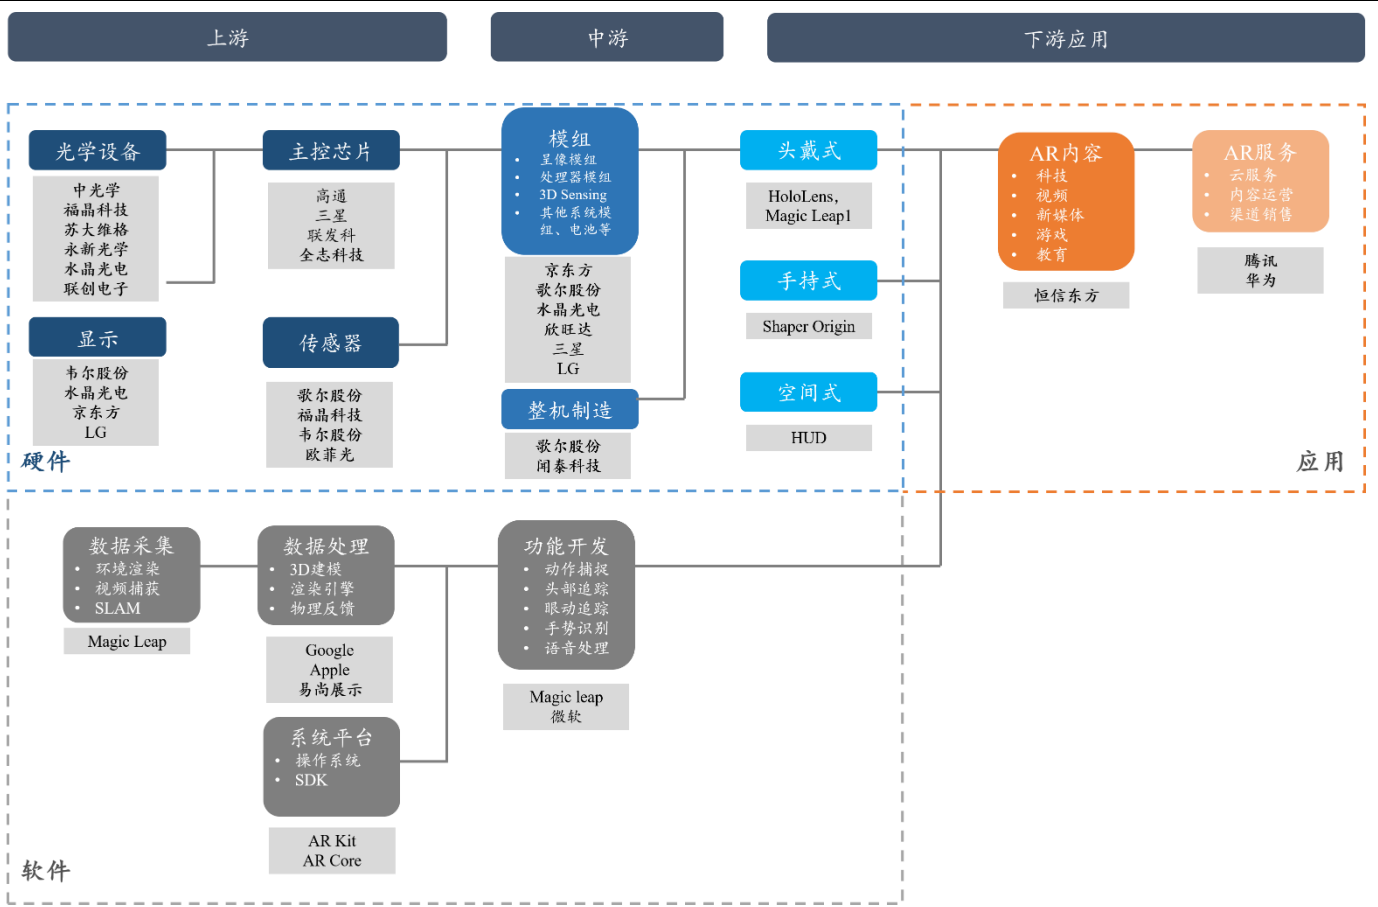 上游
中游
下游应用
光学设备
中光学
福晶科技
苏大维格
永新光学
水晶光电
联创电子
显示
韦尔股份
水晶光电
京东方
LG
硬件
主控芯片
高通
三星
联发科
全志科技
传感器
歌尔股份
福晶科技
韦尔股份
欧菲光
模组
• 呈像模组
• 处理器模组
• 3D Sensing
• 其他系统模
组、电池等
京东方
歌尔股份
水晶光电
欣旺达
三星
LG
整机制造
歌尔股份
闻泰科技
头戴式
HoloLens,
Magic Leap1
手持式
Shaper Origin
空间式
HUD
AR内容
• 科技
• 视频
• 新媒体
• 游戏
• 教育
恒信东方
AR服务
• 云服务
• 内容运营
• 渠道销售
腾讯
华为
应用
数据采集
• 环境渲染
• 视频捕获
• SLAM
Magic Leap
数据处理
• 3D建模
• 渲染引擎
• 物理反馈
Google
Apple
易尚展示
系统平台
• 操作系统
• SDK
AR Kit
AR Core
功能开发
• 动作捕捉
• 头部追踪
• 眼动追踪
• 手势识别
• 语音处理
Magic leap
微软
软件